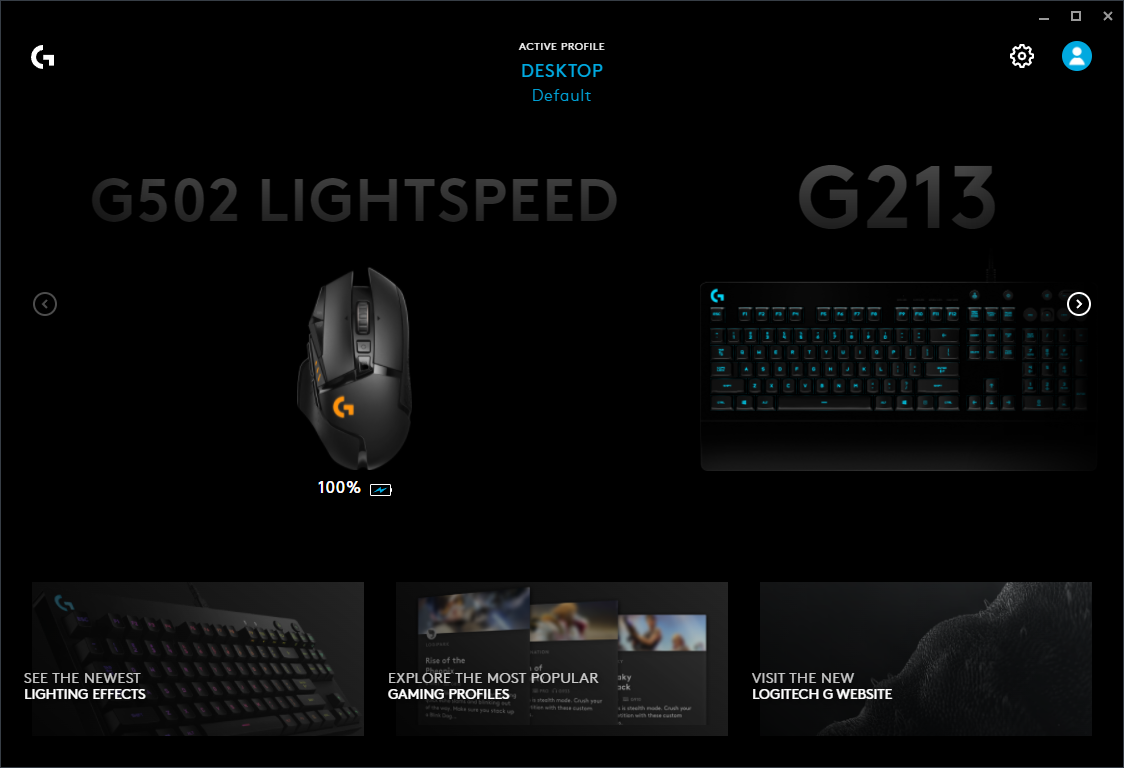 ACTIVE PROFILE
DESKTOP
Default
G502 LIGHTSPEED
G213
100%
SEE THE NEWEST
LIGHTING EFFECTS
Rise of the
EXPLORE THE MOST POPULAR
GAMING PROFILES
VISIT THE NEW
LOGITECH G WEBSITE